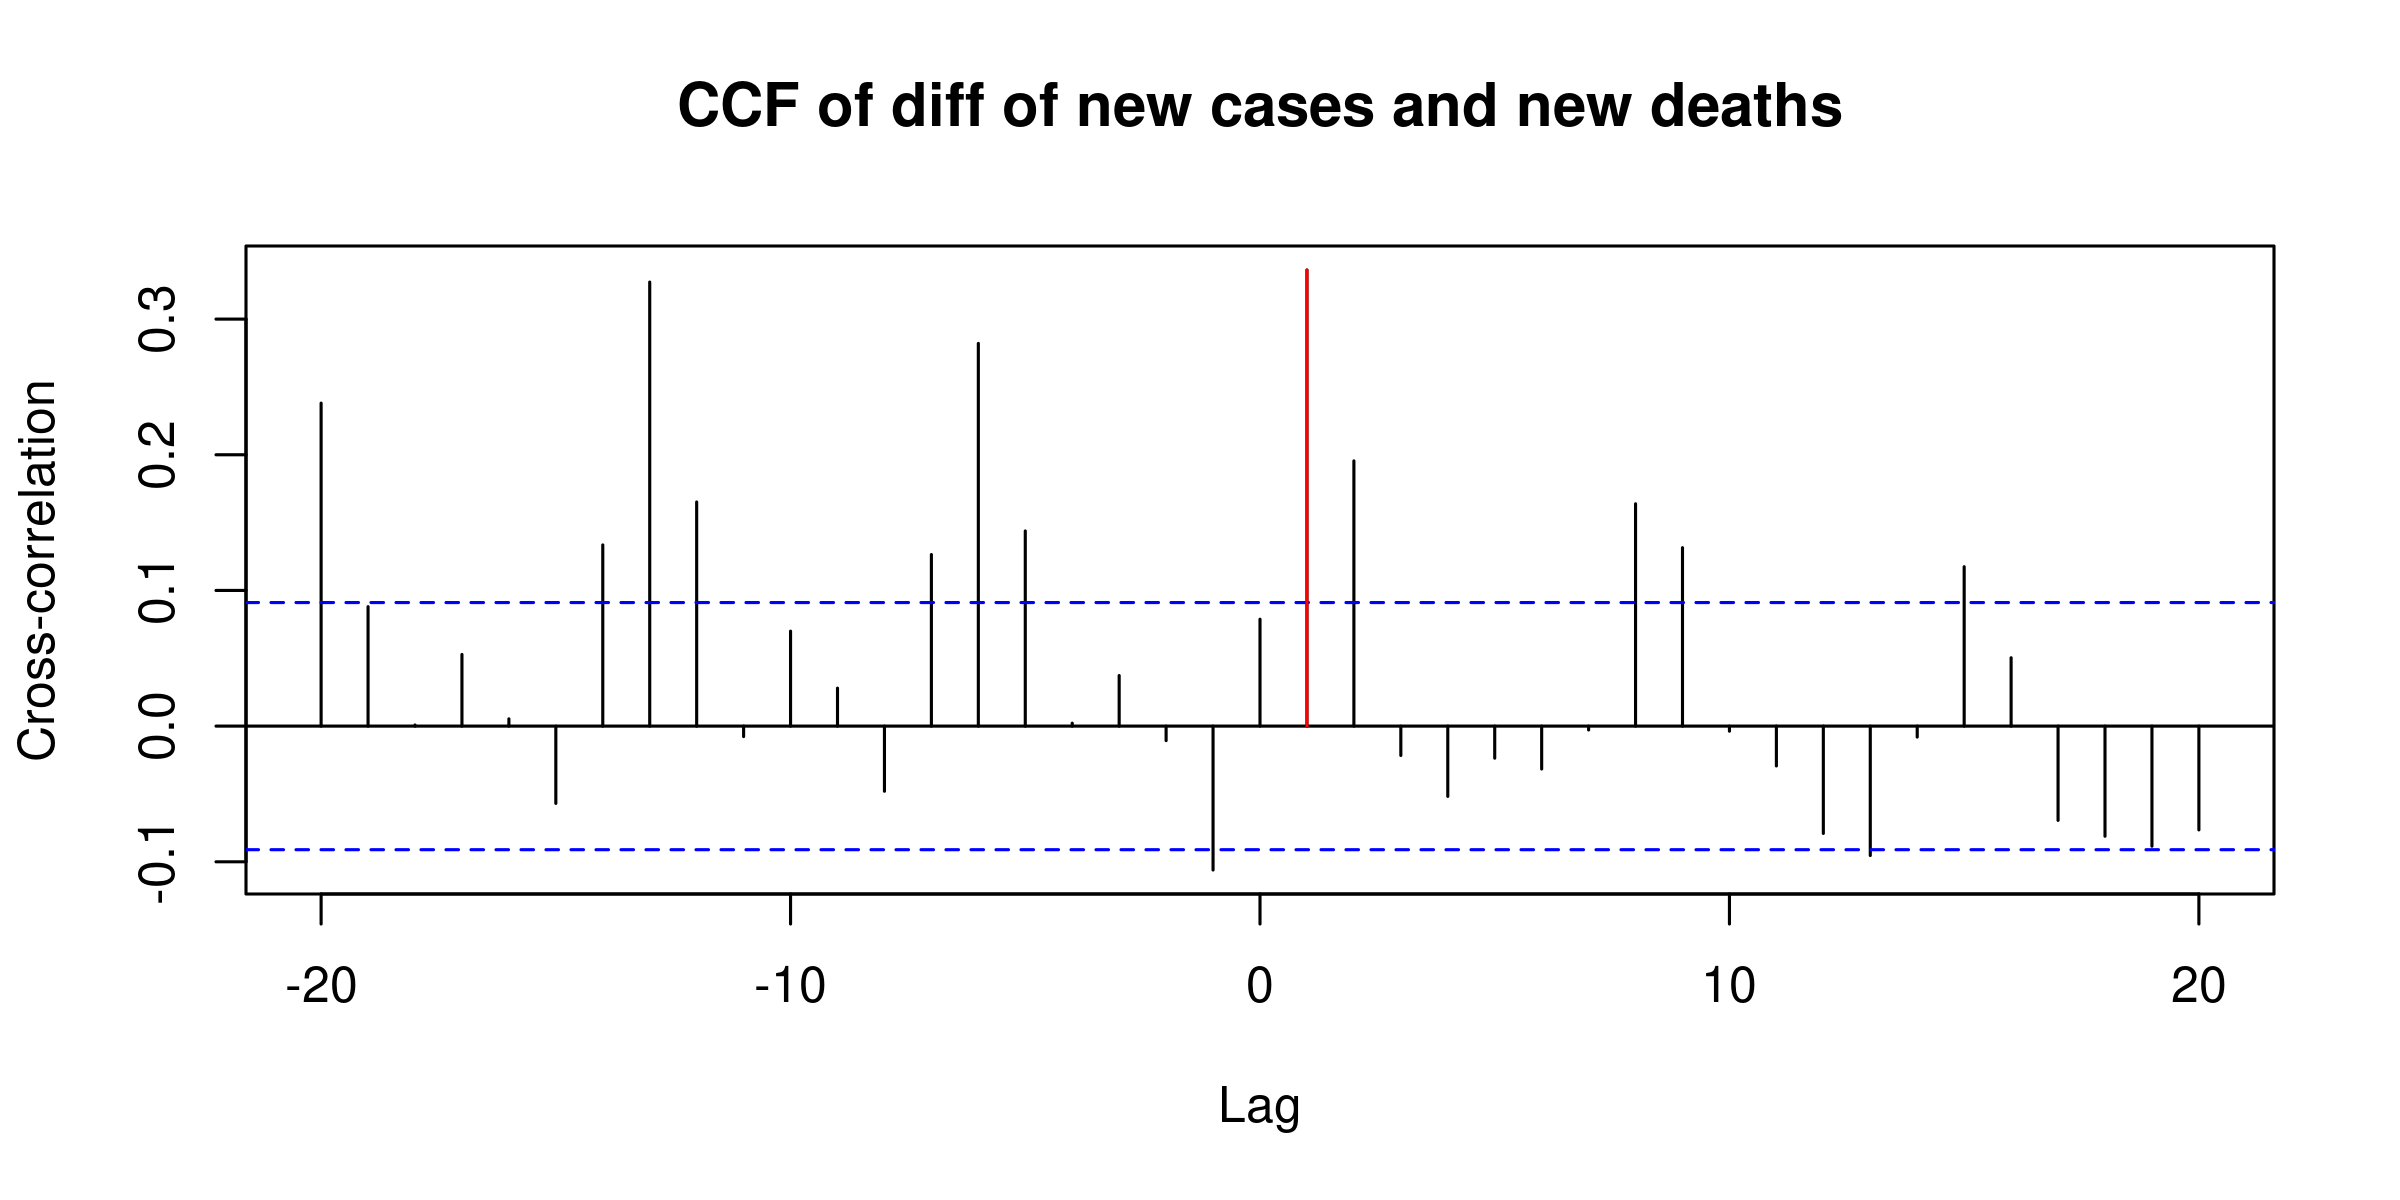 CCF of diff of new cases and new deaths
Cross-correlation
0.3
0.2
0.1
0.0
-0.1
-20 -10 0 10 20
Lag